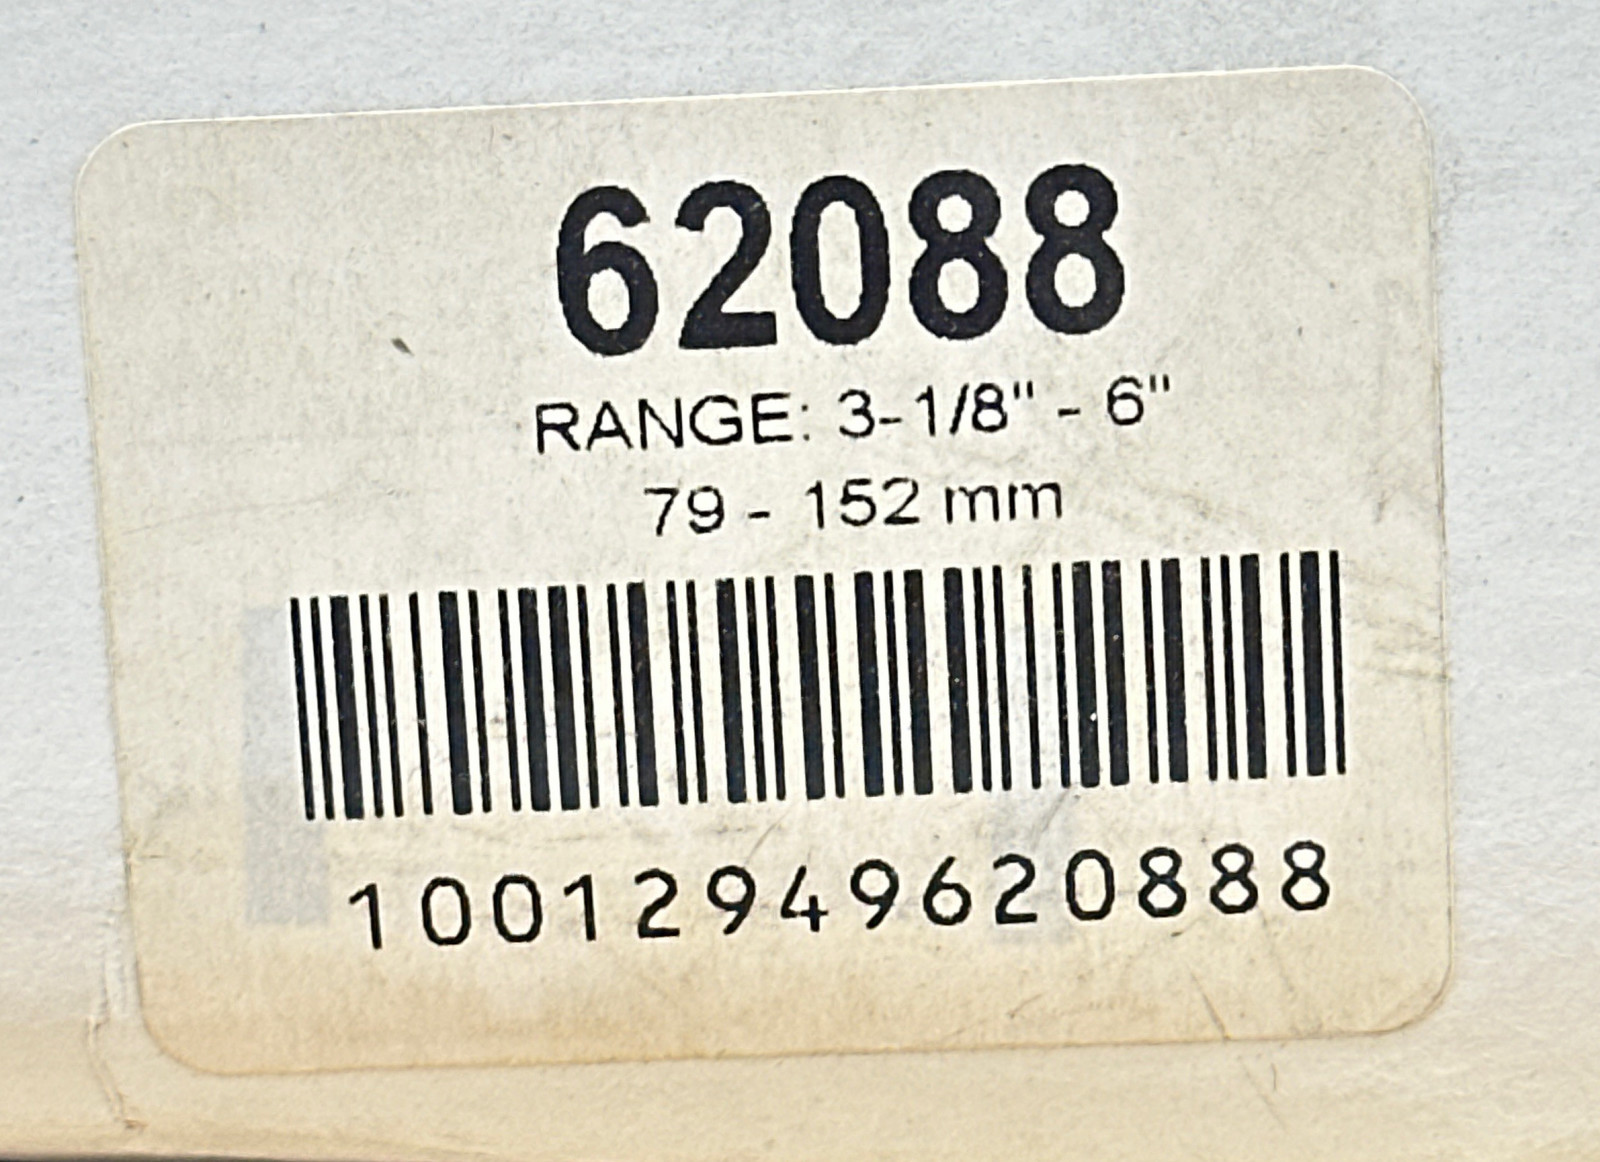 62088
RANGE: 3-1/8" - 6"
79 - 152 mm
10012949620888